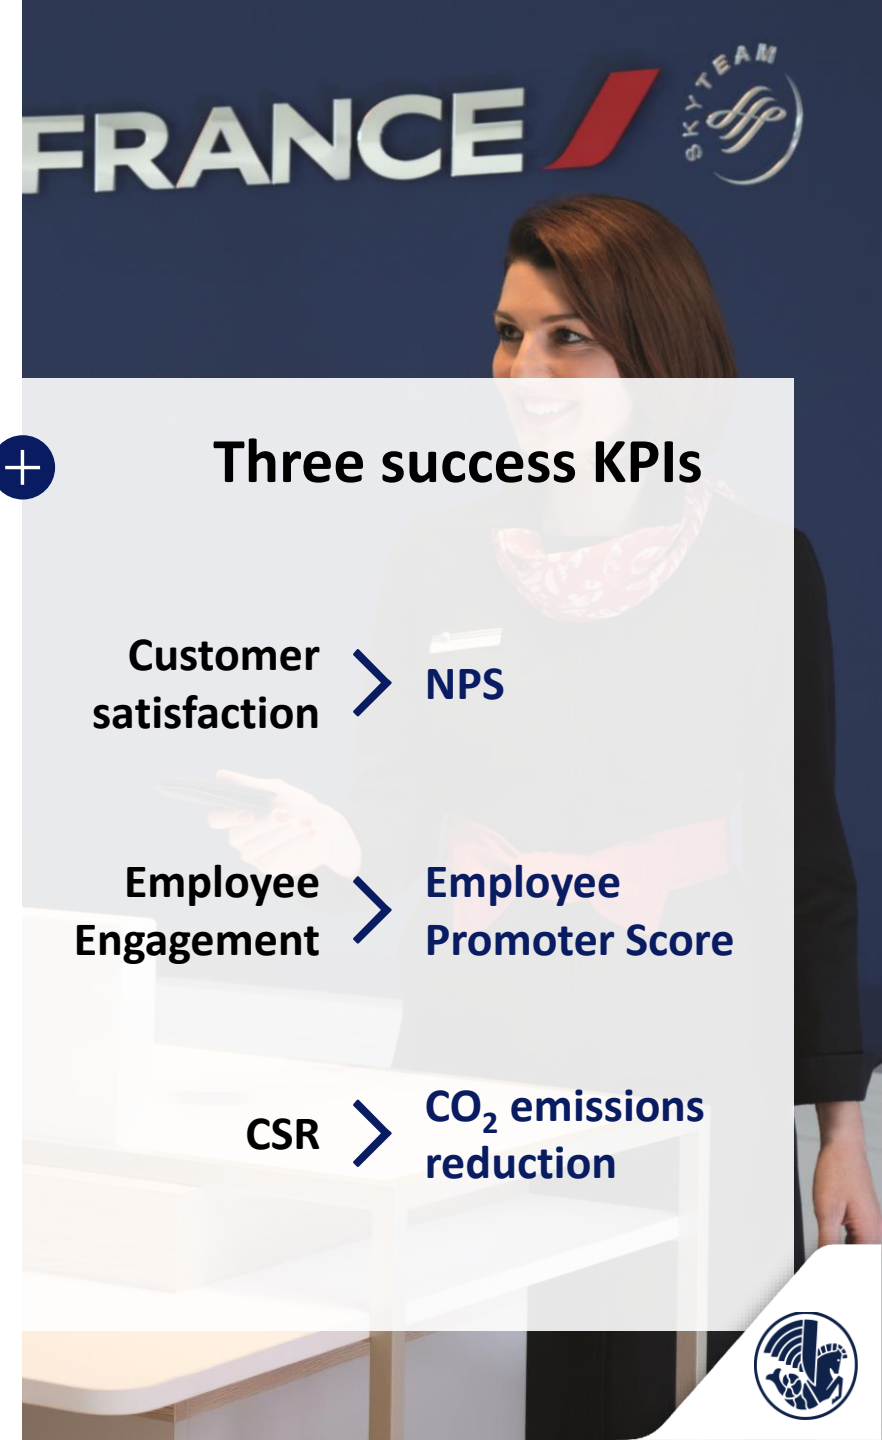 FRANCE
SKYTEAM
Three success KPIs
Customer
satisfaction
NPS
Employee
Engagement
Employee
Promoter Score
CSR
CO₂ emissions
reduction